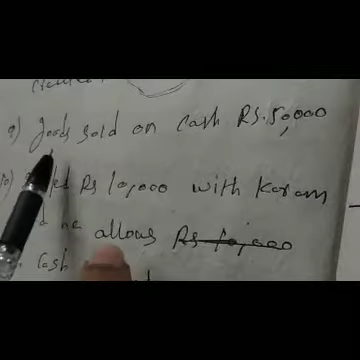 9) goods sold on cash Rs.50,000
10) Rs 10,000 with Karam
he allows Rs 10,000
Cash